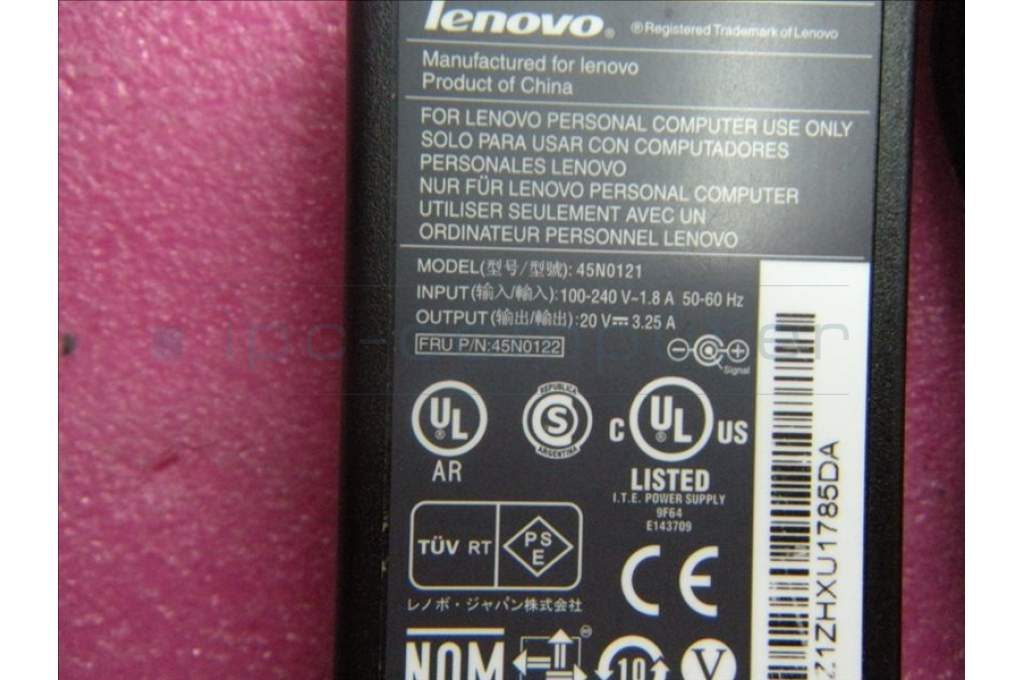 lenovo® ® Registered Trademark of Lenovo
Manufactured for lenovo
Product of China
FOR LENOVO PERSONAL COMPUTER USE ONLY
SOLO PARA USAR CON COMPUTADORES
PERSONALES LENOVO
NUR FÜR LENOVO PERSONAL COMPUTER
UTILISER SEULEMENT AVEC UN
ORDINATEUR PERSONNEL LENOVO
MODEL(型号/型號): 45N0121
INPUT(输入/輸入): 100-240 V~1.8 A 50-60 Hz
OUTPUT(输出/輸出): 20 V⎓ 3.25 A
FRU P/N:45N0122
Signal
ipc-computer
UL ®
AR
REPUBLICA
S
ARGENTINA
C UL ® US
LISTED
I.T.E. POWER SUPPLY
9F64
E143709
TÜV RT
PS
E
CE
レノボ・ジャパン株式会社
NOM
10
V
Z1ZHXU1785DA